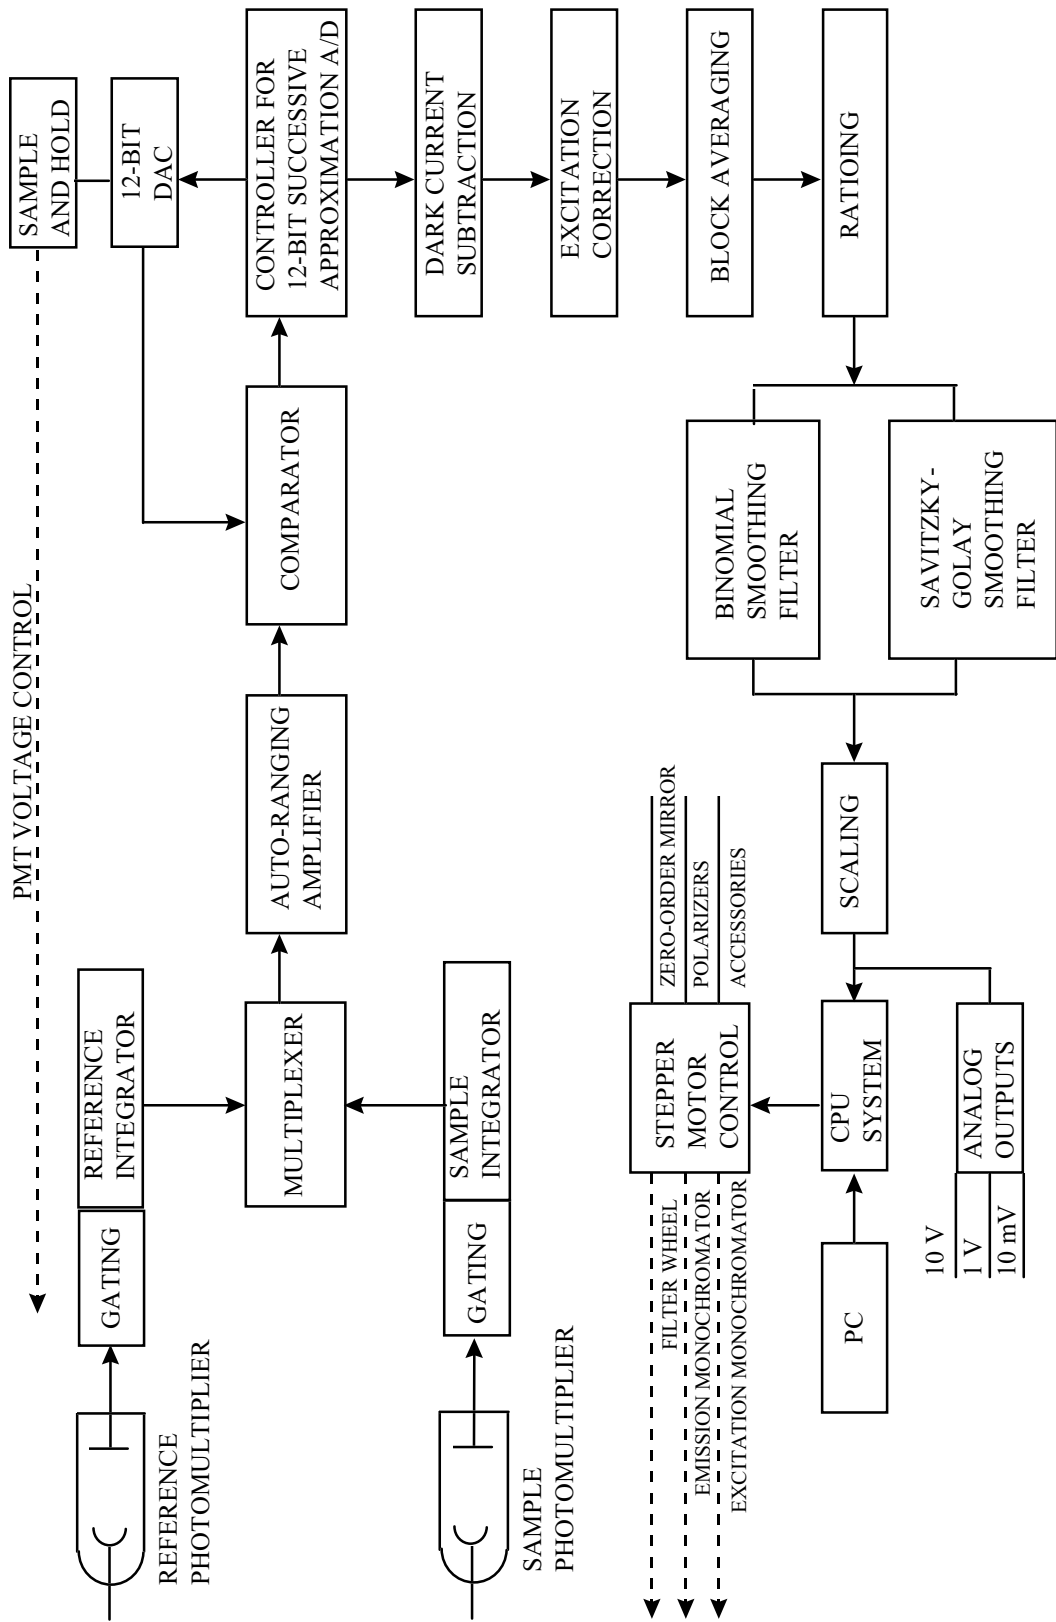 PMT VOLTAGE CONTROL
SAMPLE
AND HOLD
12-BIT
DAC
REFERENCE
PHOTOMULTIPLIER
GATING
REFERENCE
INTEGRATOR
MULTIPLEXER
AUTO-RANGING
AMPLIFIER
COMPARATOR
CONTROLLER FOR
12-BIT SUCCESSIVE
APPROXIMATION A/D
SAMPLE
PHOTOMULTIPLIER
GATING
SAMPLE
INTEGRATOR
DARK CURRENT
SUBTRACTION
EXCITATION
CORRECTION
BLOCK AVERAGING
RATIOING
FILTER WHEEL
EMISSION MONOCHROMATOR
EXCITATION MONOCHROMATOR
STEPPER
MOTOR
CONTROL
ZERO-ORDER MIRROR
POLARIZERS
ACCESSORIES
BINOMIAL
SMOOTHING
FILTER
SAVITZKY-
GOLAY
SMOOTHING
FILTER
PC
CPU
SYSTEM
SCALING
10 V
1 V
10 mV
ANALOG
OUTPUTS